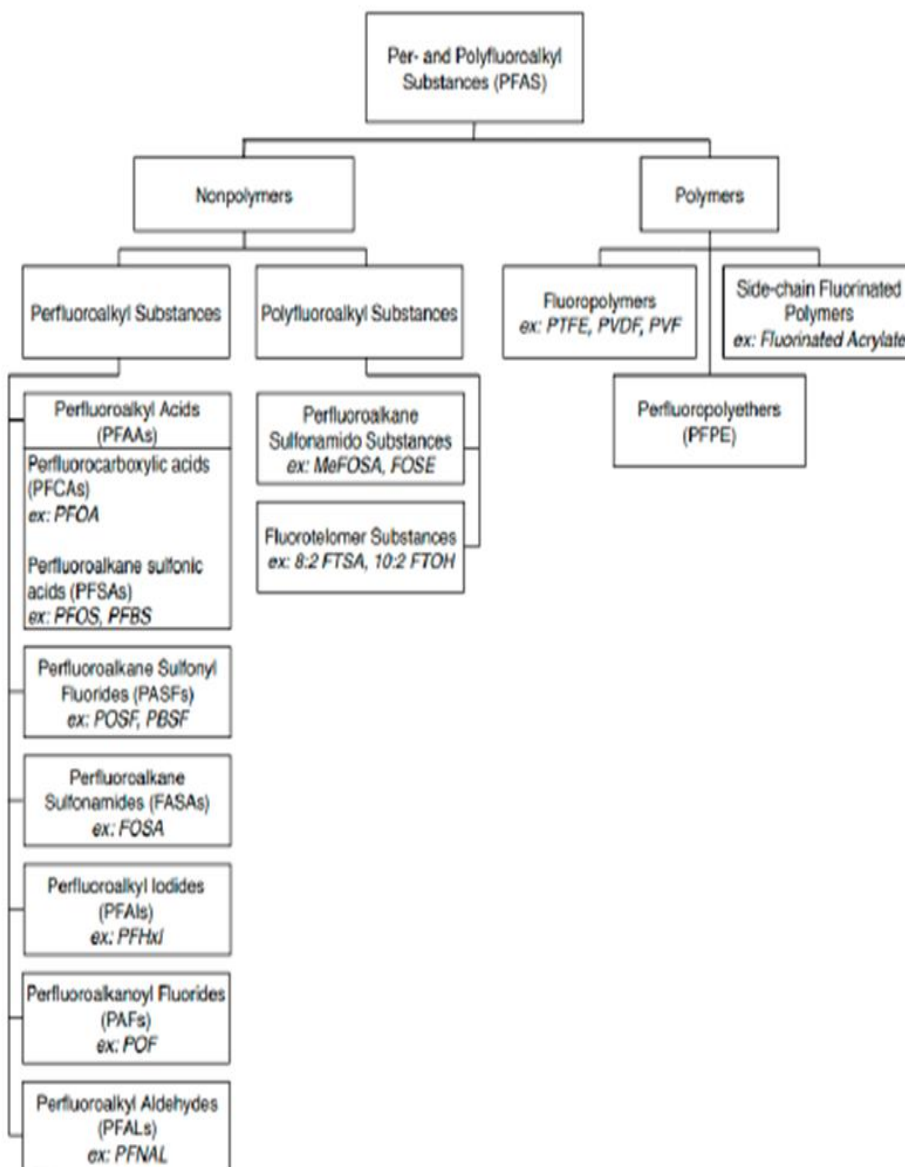 Per- and Polyfluoroalkyl
Substances (PFAS)
Nonpolymers
Polymers
Perfluoroalkyl Substances
Polyfluoroalkyl Substances
Fluoropolymers
ex: PTFE, PVDF, PVF
Side-chain Fluorinated
Polymers
ex: Fluorinated Acrylate
Perfluoropolyethers
(PFPE)
Perfluoroalkyl Acids
(PFAAs)
Perfluorocarboxylic acids
(PFCAs)
ex: PFOA
Perfluoroalkane sulfonic
acids (PFSAs)
ex: PFOS, PFBS
Perfluoroalkane Sulfonyl
Fluorides (PASFs)
ex: POSF, PBSF
Perfluoroalkane
Sulfonamides (FASAs)
ex: FOSA
Perfluoroalkyl Iodides
(PFAIs)
ex: PFHxI
Perfluoroalkanoyl Fluorides
(PAFs)
ex: POF
Perfluoroalkyl Aldehydes
(PFALs)
ex: PFNAL
Perfluoroalkane
Sulfonamido Substances
ex: MeFOSA, FOSE
Fluorotelomer Substances
ex: 8:2 FTSA, 10:2 FTOH